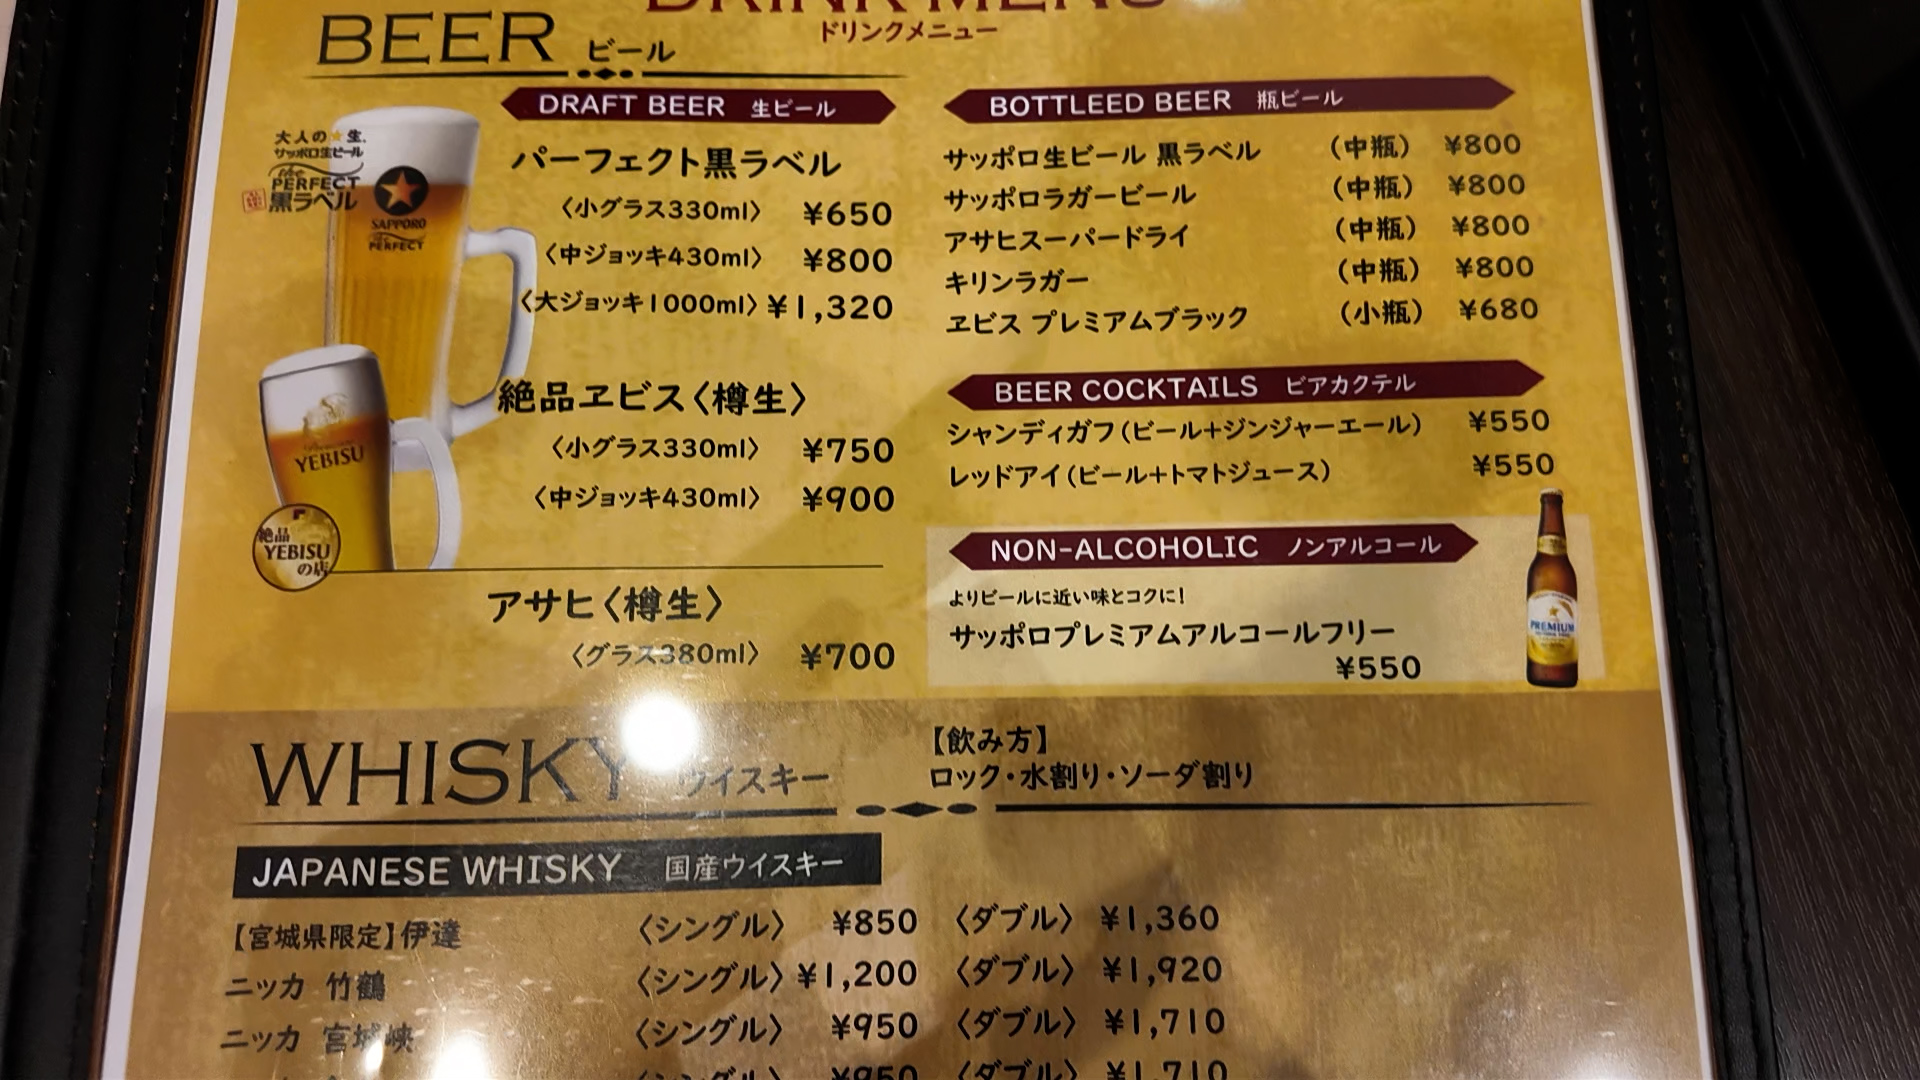 DRINK MENU
ドリンクメニュー
BEER ビール
DRAFT BEER 生ビール
大人の★生。
サッポロ生ビール
the
PERFECT
黒ラベル
SAPPORO
PERFECT
パーフェクト黒ラベル
〈小グラス330ml〉 ¥650
〈中ジョッキ430ml〉 ¥800
〈大ジョッキ1000ml〉 ¥1,320
YEBISU
絶品
YEBISU
の店
絶品ヱビス〈樽生〉
〈小グラス330ml〉 ¥750
〈中ジョッキ430ml〉 ¥900
アサヒ〈樽生〉
〈グラス380ml〉 ¥700
BOTTLEED BEER 瓶ビール
サッポロ生ビール 黒ラベル (中瓶) ¥800
サッポロラガービール (中瓶) ¥800
アサヒスーパードライ (中瓶) ¥800
キリンラガー (中瓶) ¥800
ヱビス プレミアムブラック (小瓶) ¥680
BEER COCKTAILS ビアカクテル
シャンディガフ(ビール+ジンジャーエール) ¥550
レッドアイ(ビール+トマトジュース) ¥550
NON-ALCOHOLIC ノンアルコール
よりビールに近い味とコクに!
サッポロプレミアムアルコールフリー
¥550
PREMIUM
WHISKY ウイスキー
【飲み方】
ロック・水割り・ソーダ割り
JAPANESE WHISKY 国産ウイスキー
【宮城県限定】伊達 〈シングル〉 ¥850 〈ダブル〉 ¥1,360
ニッカ 竹鶴 〈シングル〉 ¥1,200 〈ダブル〉 ¥1,920
ニッカ 宮城峡 〈シングル〉 ¥950 〈ダブル〉 ¥1,710
〈シングル〉 ¥950 〈ダブル〉 ¥1,710